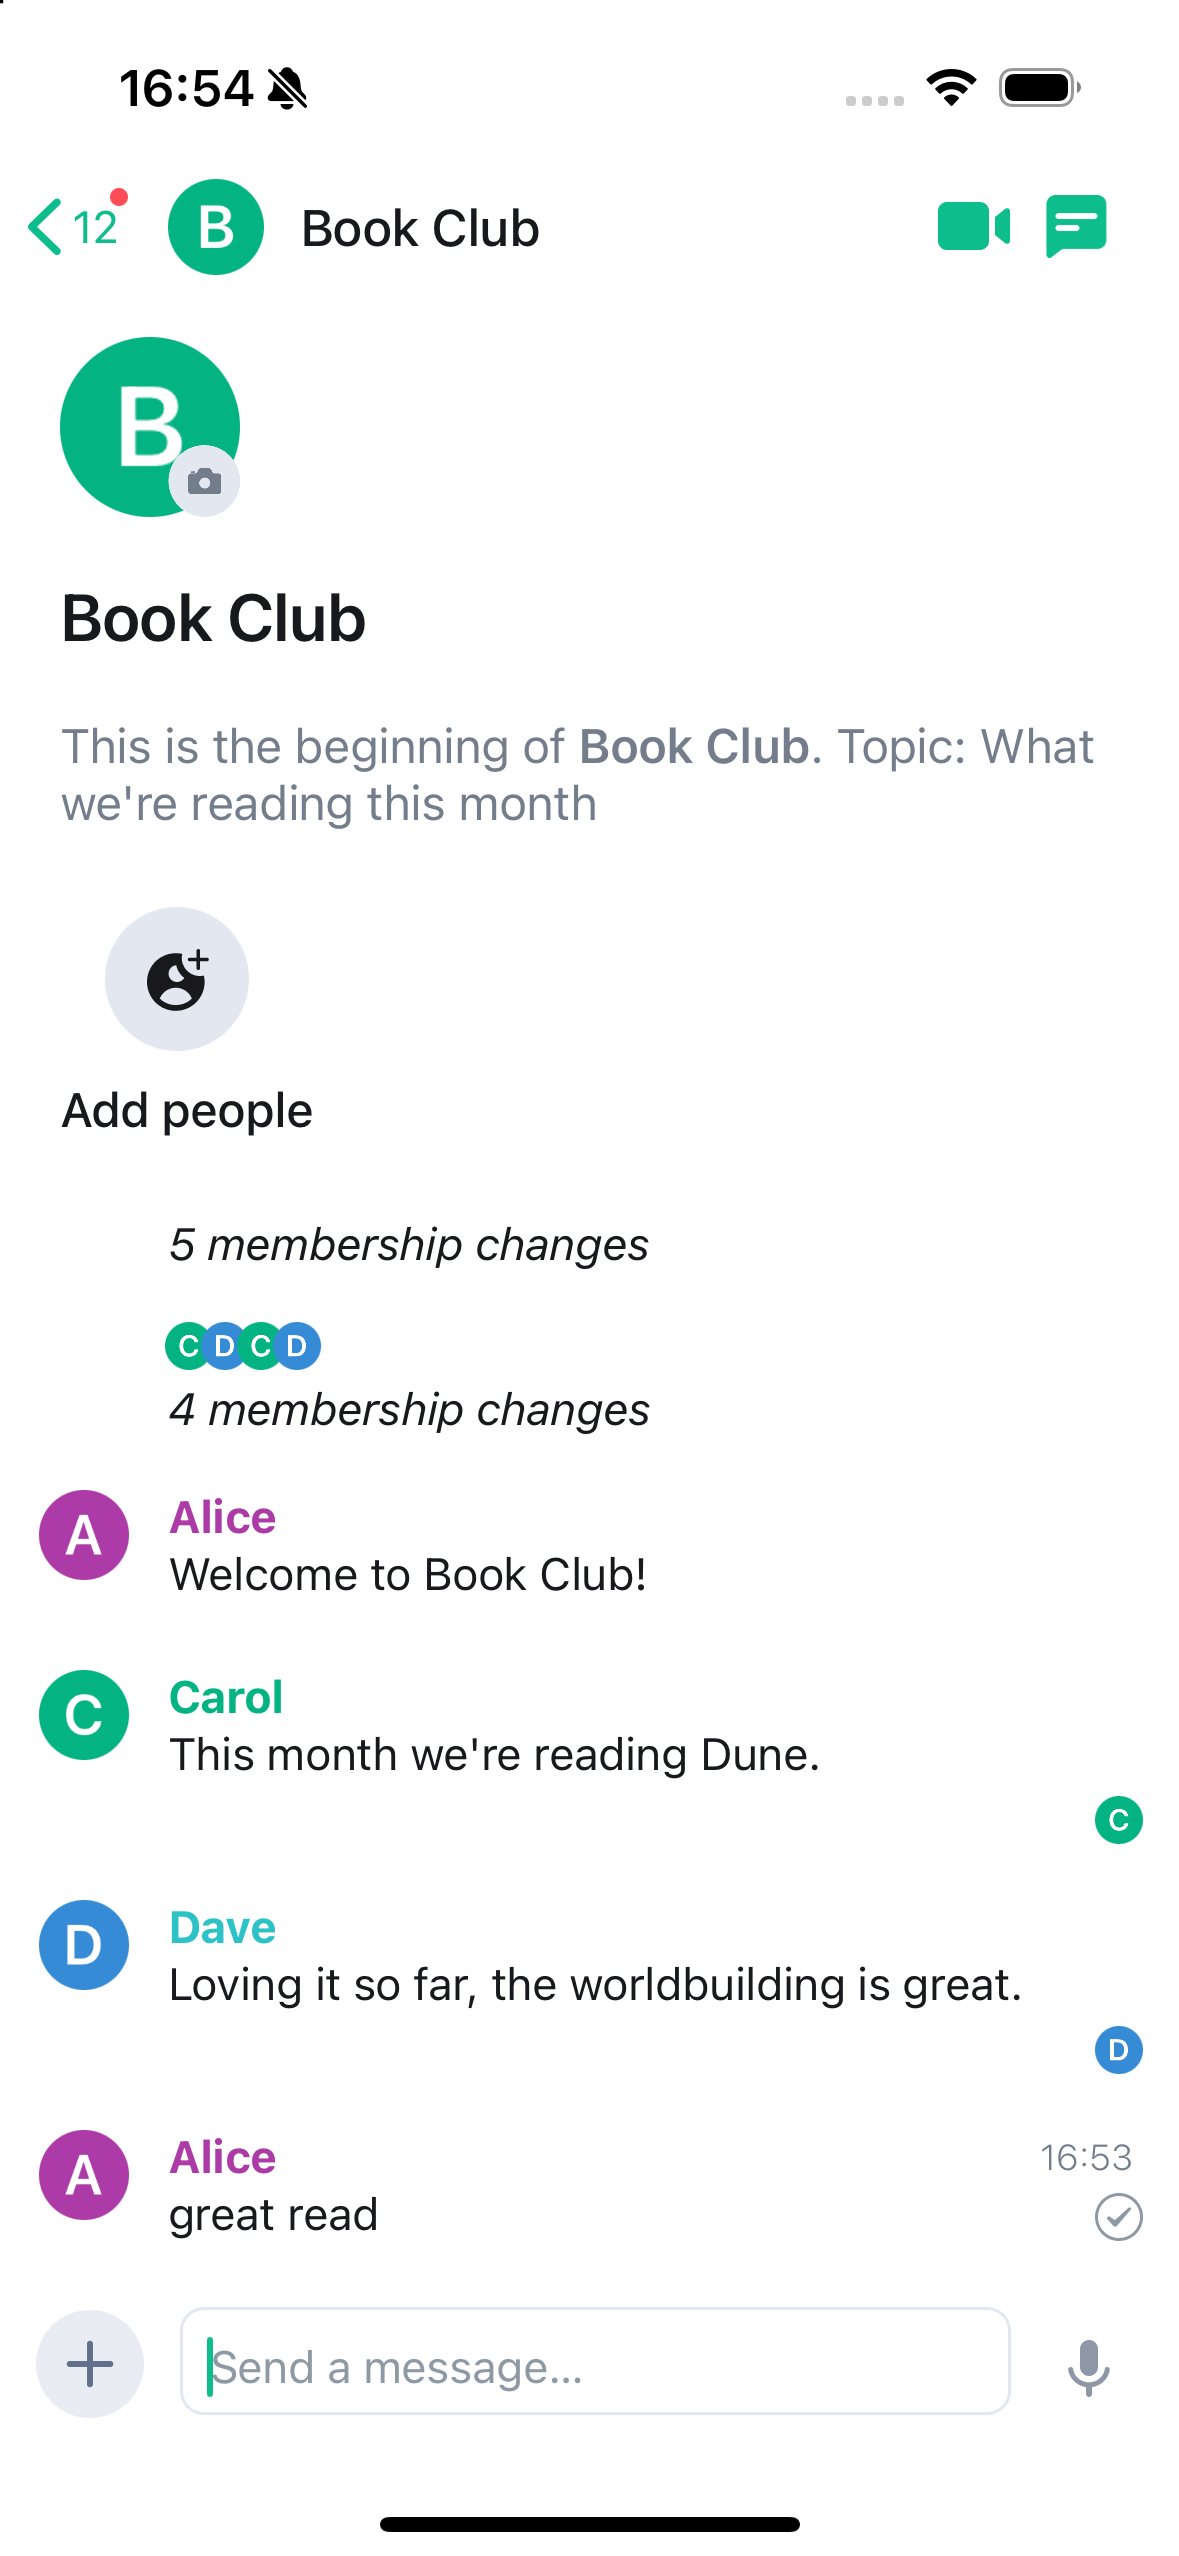 16:54
12
B
Book Club
B
Book Club
This is the beginning of Book Club. Topic: What
we're reading this month
Add people
5 membership changes
C D C D
4 membership changes
A
Alice
Welcome to Book Club!
C
Carol
This month we're reading Dune.
C
D
Dave
Loving it so far, the worldbuilding is great.
D
A
Alice
16:53
great read
Send a message...